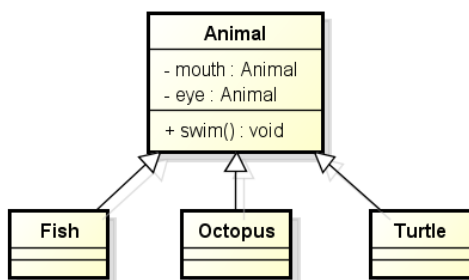 Animal
- mouth : Animal
- eye : Animal
+ swim() : void
Fish
Octopus
Turtle